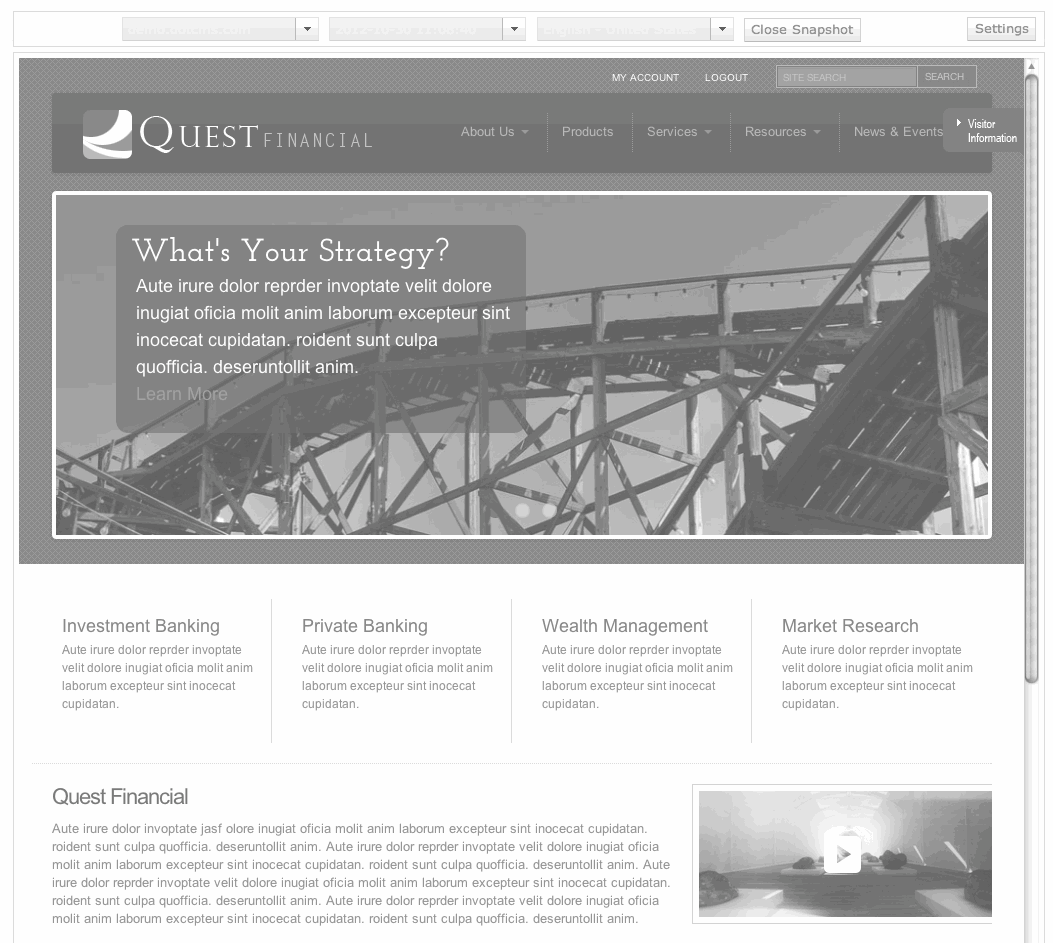 2012-10-30 11:06:40
English - United States
Close Snapshot
Settings
MY ACCOUNT
LOGOUT
SITE SEARCH
SEARCH
QUEST FINANCIAL
About Us
Products
Services
Resources
News & Events
Visitor
Information
What's Your Strategy?
Aute irure dolor reprder invoptate velit dolore
inugiat oficia molit anim laborum excepteur sint
inocecat cupidatan. roident sunt culpa
quofficia. deseruntollit anim.
Learn More
Investment Banking
Aute irure dolor reprder invoptate
velit dolore inugiat oficia molit anim
laborum excepteur sint inocecat
cupidatan.
Private Banking
Aute irure dolor reprder invoptate
velit dolore inugiat oficia molit anim
laborum excepteur sint inocecat
cupidatan.
Wealth Management
Aute irure dolor reprder invoptate
velit dolore inugiat oficia molit anim
laborum excepteur sint inocecat
cupidatan.
Market Research
Aute irure dolor reprder invoptate
velit dolore inugiat oficia molit anim
laborum excepteur sint inocecat
cupidatan.
Quest Financial
Aute irure dolor invoptate jasf olore inugiat oficia molit anim laborum excepteur sint inocecat cupidatan.
roident sunt culpa quofficia. deseruntollit anim. Aute irure dolor reprder invoptate velit dolore inugiat oficia
molit anim laborum excepteur sint inocecat cupidatan. roident sunt culpa quofficia. deseruntollit anim. Aute
irure dolor reprder invoptate velit dolore inugiat oficia molit anim laborum excepteur sint inocecat cupidatan.
roident sunt culpa quofficia. deseruntollit anim. Aute irure dolor reprder invoptate velit dolore inugiat oficia
molit anim laborum excepteur sint inocecat cupidatan. roident sunt culpa quofficia. deseruntollit anim.